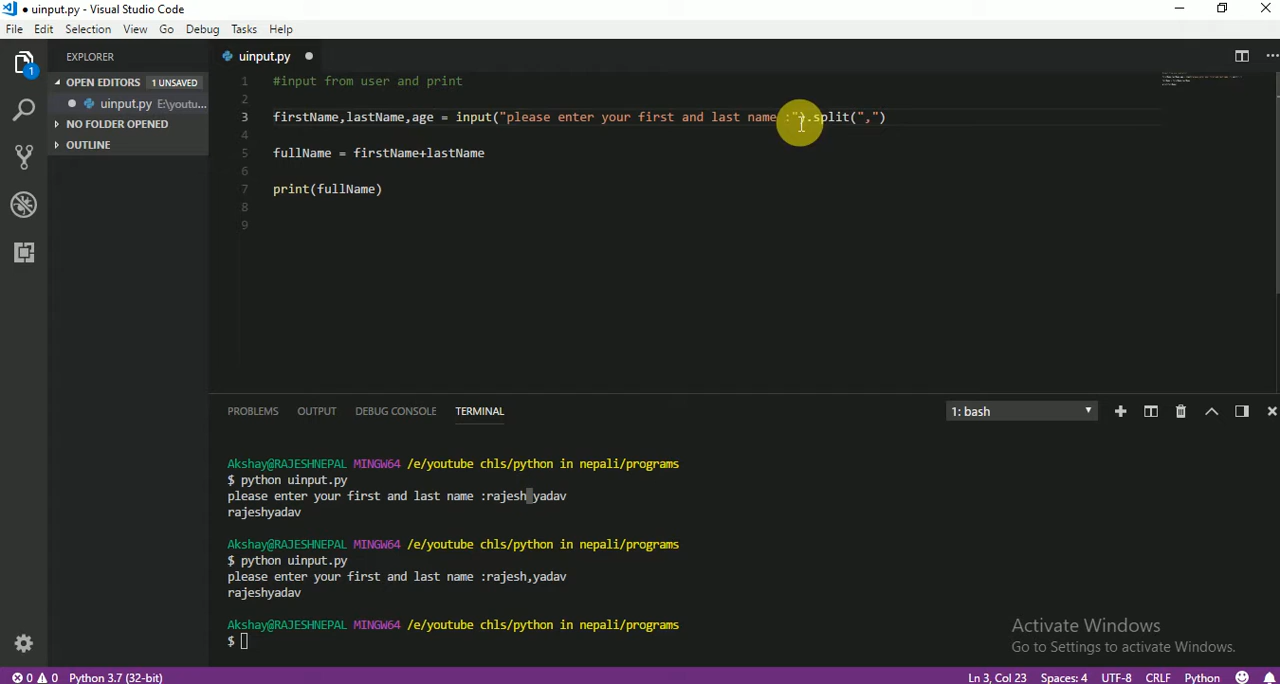 ● uinput.py - Visual Studio Code
File Edit Selection View Go Debug Tasks Help
EXPLORER
uinput.py ●
OPEN EDITORS 1 UNSAVED
● uinput.py E\youtu...
NO FOLDER OPENED
OUTLINE
1
1 #input from user and print
2
3 firstName,lastName,age = input("please enter your first and last name :").split(",")
4
5 fullName = firstName+lastName
6
7 print(fullName)
8
9
PROBLEMS OUTPUT DEBUG CONSOLE TERMINAL 1: bash
Akshay@RAJESHNEPAL MINGW64 /e/youtube chls/python in nepali/programs
$ python uinput.py
please enter your first and last name :rajesh yadav
rajeshyadav
Akshay@RAJESHNEPAL MINGW64 /e/youtube chls/python in nepali/programs
$ python uinput.py
please enter your first and last name :rajesh,yadav
rajeshyadav
Akshay@RAJESHNEPAL MINGW64 /e/youtube chls/python in nepali/programs
$
Activate Windows
Go to Settings to activate Windows.
0 0 Python 3.7 (32-bit) Ln 3, Col 23 Spaces: 4 UTF-8 CRLF Python